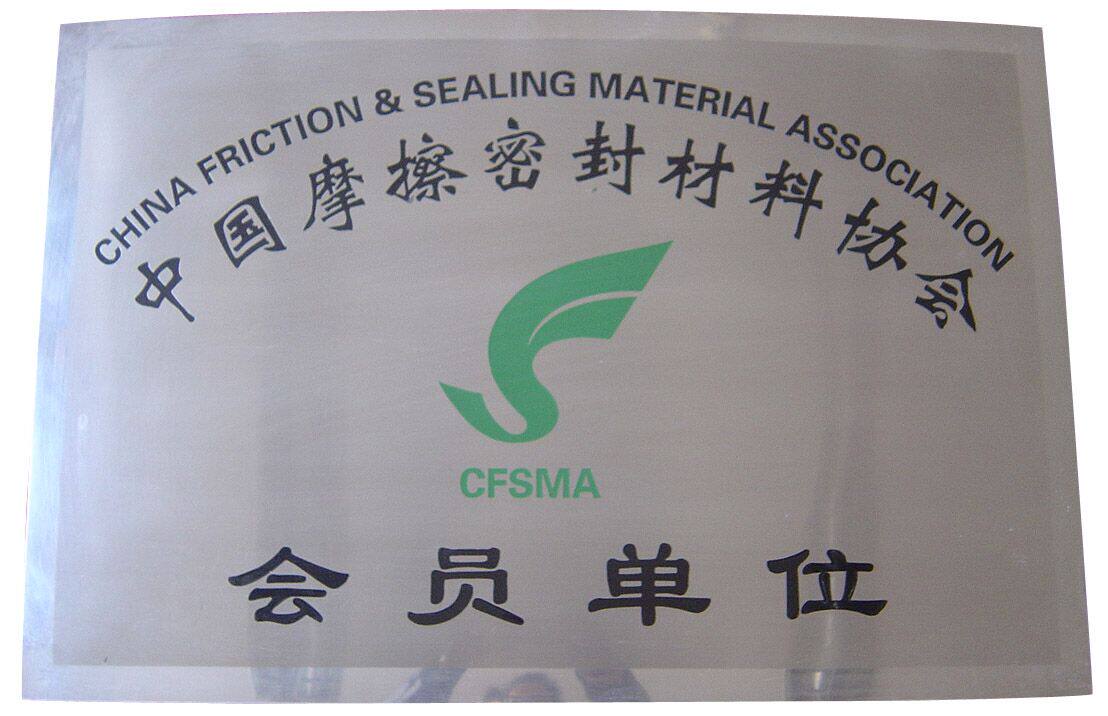 CHINA FRICTION & SEALING MATERIAL ASSOCIATION
中国摩擦密封材料协会
CFSMA
会员单位